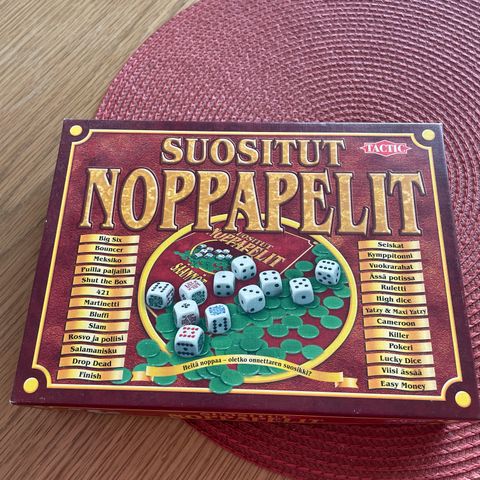 TACTIC
SUOSITUT
NOPPAPELIT
Big Six
Bouncer
Meksiko
Puilla paljailla
Shut the Box
421
Martinetti
Bluffi
Slam
Rosvo ja poliisi
Salamanisku
Drop Dead
Finish
NOPPAPELIT
Seiskat
Kymppitonni
Vuokrarahat
Ässä potissa
Ruletti
High dice
Yatzy & Maxi Yatzy
Cameroon
Killer
Pokeri
Lucky Dice
Viisi ässää
Easy Money
Heitä noppaa – oletko onnettaren suosikki?